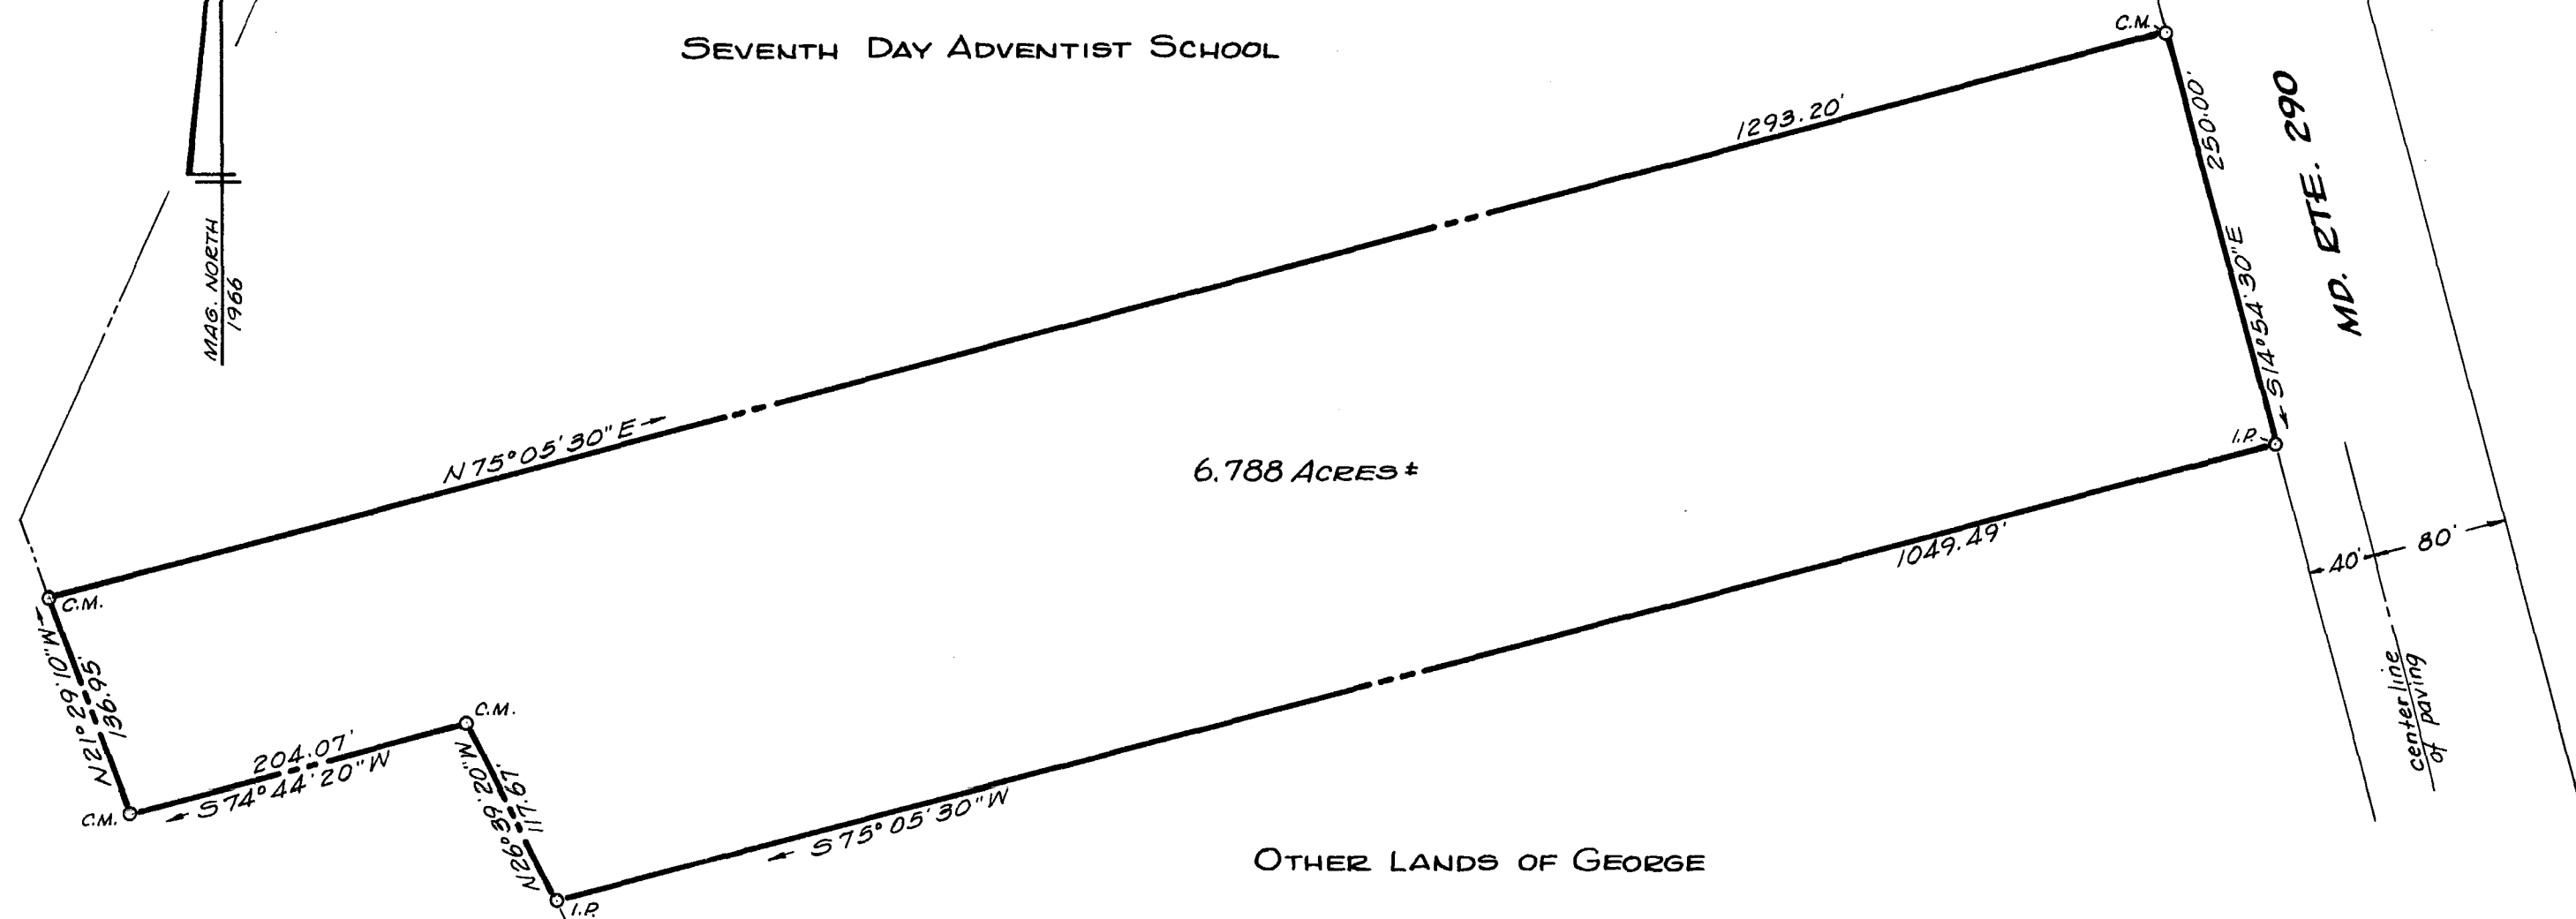 SEVENTH DAY ADVENTIST SCHOOL
C.M.
1293.20'
250.00'
MD. RTE. 290
MAG. NORTH
1966
S14°54'30"E
N75°05'30"E
I.P.
6.788 ACRES ±
1049.49'
40'
80'
C.M.
N21°29'10"W
136.95'
centerline
of paving
C.M.
204.07'
S74°44'20"W
C.M.
N26°39'20"W
117.67'
S75°05'30"W
OTHER LANDS OF GEORGE
I.P.